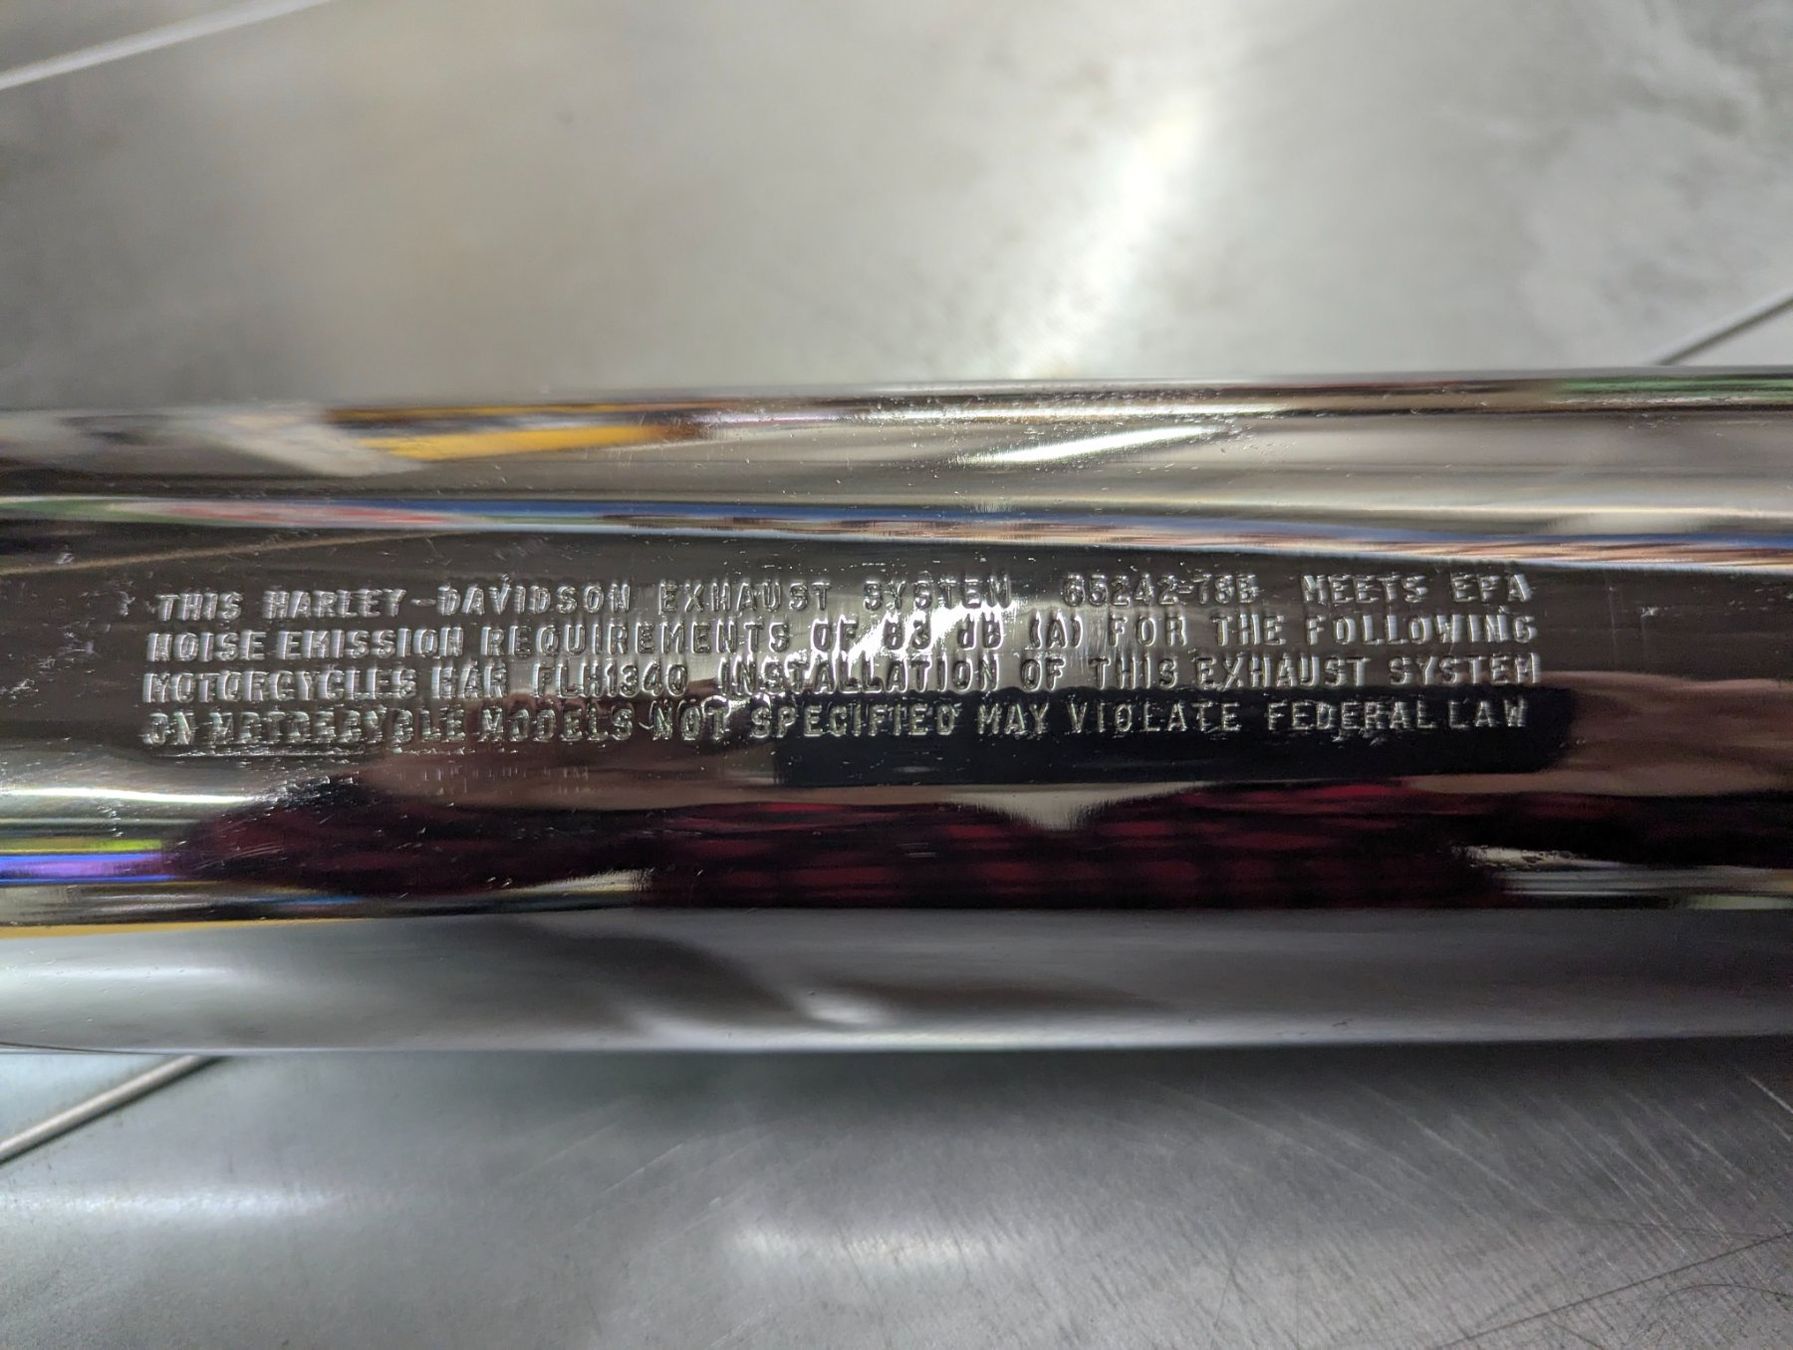 THIS HARLEY-DAVIDSON EXHAUST SYSTEM 65242-78B MEETS EPA
NOISE EMISSION REQUIREMENTS OF 83 dB (A) FOR THE FOLLOWING
MOTORCYCLES HAR FLH1340 INSTALLATION OF THIS EXHAUST SYSTEM
ON MOTORCYCLE MODELS NOT SPECIFIED MAY VIOLATE FEDERAL LAW